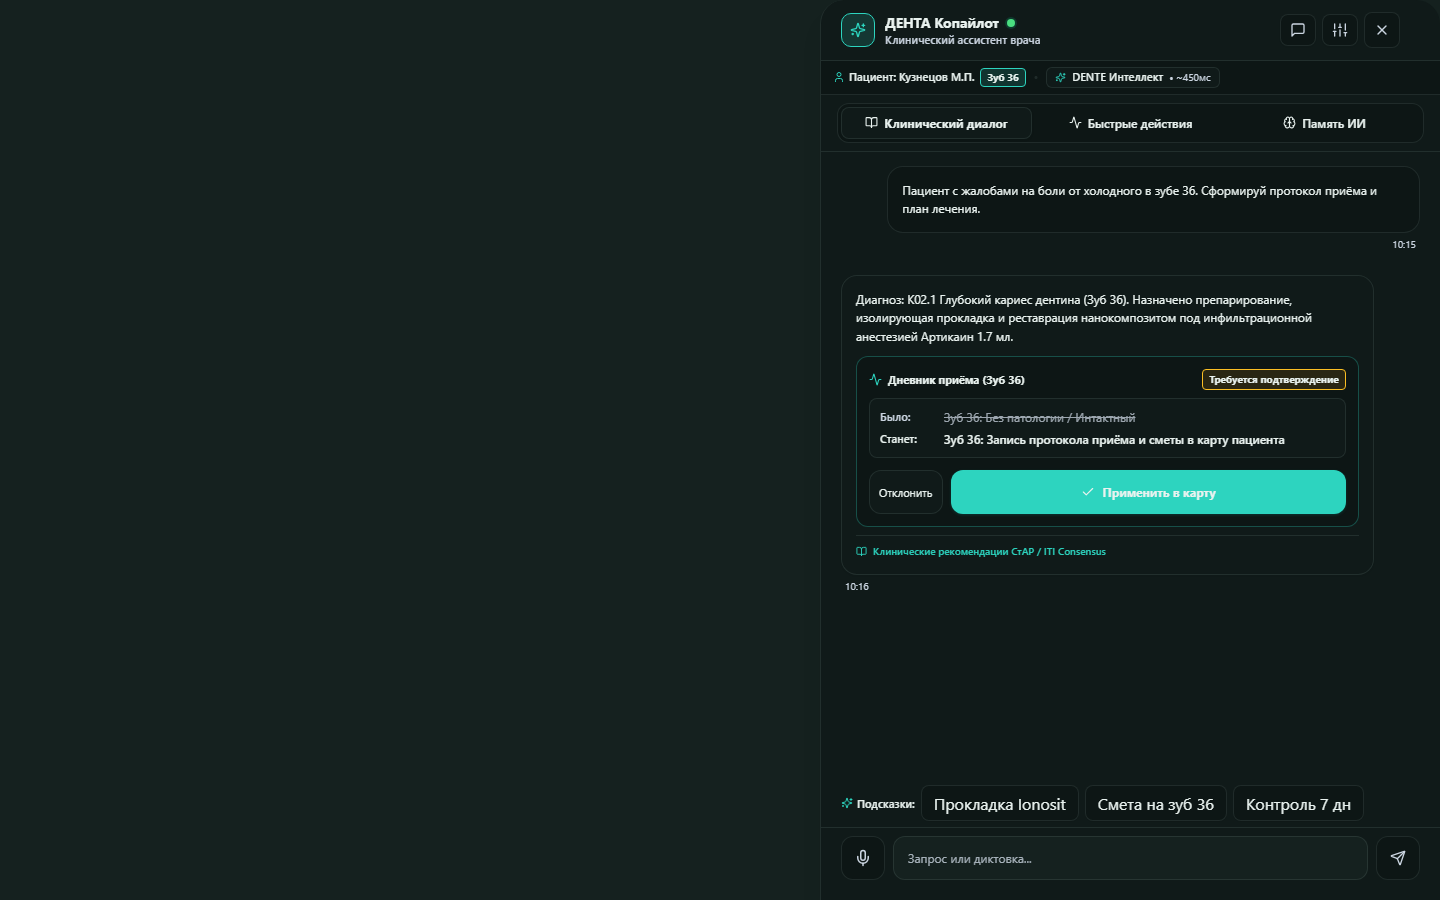 ДЕНТА Копайлот
Клинический ассистент врача
Пациент: Кузнецов М.П. Зуб 36 • DENTE Интеллект • ~450мс
Клинический диалог Быстрые действия Память ИИ
Пациент с жалобами на боли от холодного в зубе 36. Сформируй протокол приёма и
план лечения.
10:15
Диагноз: K02.1 Глубокий кариес дентина (Зуб 36). Назначено препарирование,
изолирующая прокладка и реставрация нанокомпозитом под инфильтрационной
анестезией Артикаин 1.7 мл.
Дневник приёма (Зуб 36) Требуется подтверждение
Было: Зуб 36: Без патологии / Интактный
Станет: Зуб 36: Запись протокола приёма и сметы в карту пациента
Отклонить Применить в карту
Клинические рекомендации СтАР / ITI Consensus
10:16
Подсказки: Прокладка Ionosit Смета на зуб 36 Контроль 7 дн
Запрос или диктовка...